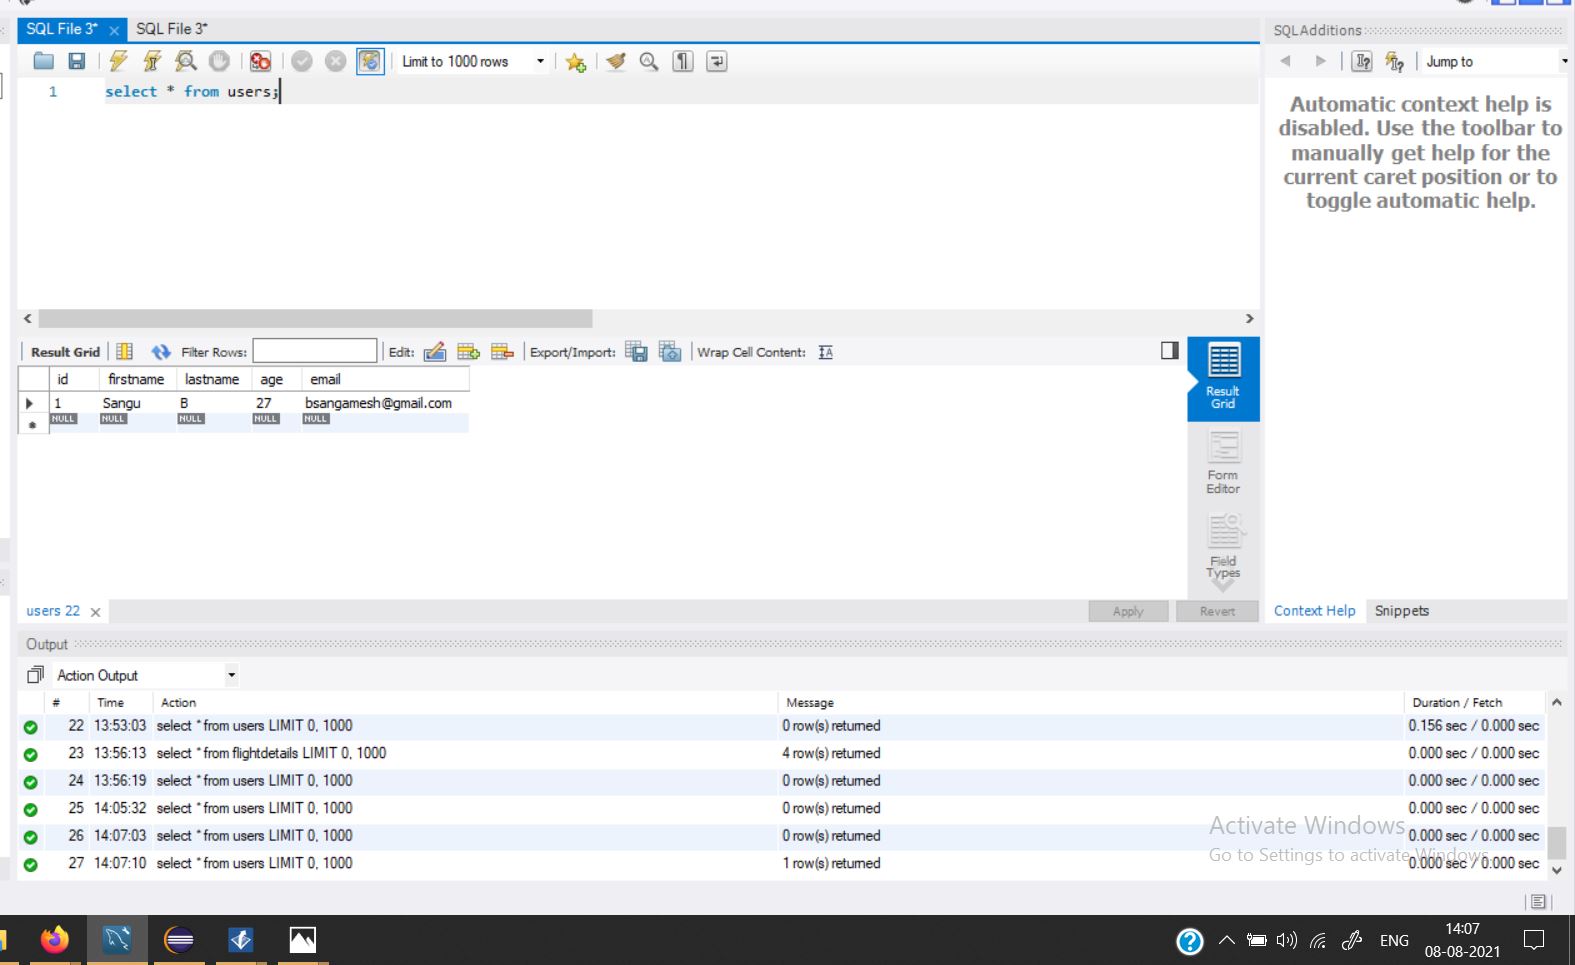 SQL File 3* SQL File 3*
SQLAdditions
Limit to 1000 rows
Jump to
1 select * from users;
Automatic context help is
disabled. Use the toolbar to
manually get help for the
current caret position or to
toggle automatic help.
Result Grid Filter Rows: Edit: Export/Import: Wrap Cell Content:
id firstname lastname age email
1 Sangu B 27 bsangamesh@gmail.com
NULL NULL NULL NULL NULL
Result
Grid
Form
Editor
Field
Types
users 22
Apply Revert
Context Help Snippets
Output
Action Output
# Time Action Message Duration / Fetch
22 13:53:03 select * from users LIMIT 0, 1000 0 row(s) returned 0.156 sec / 0.000 sec
23 13:56:13 select * from flightdetails LIMIT 0, 1000 4 row(s) returned 0.000 sec / 0.000 sec
24 13:56:19 select * from users LIMIT 0, 1000 0 row(s) returned 0.000 sec / 0.000 sec
25 14:05:32 select * from users LIMIT 0, 1000 0 row(s) returned 0.000 sec / 0.000 sec
26 14:07:03 select * from users LIMIT 0, 1000 0 row(s) returned 0.000 sec / 0.000 sec
27 14:07:10 select * from users LIMIT 0, 1000 1 row(s) returned 0.000 sec / 0.000 sec
Activate Windows
Go to Settings to activate Windows.
ENG
14:07
08-08-2021